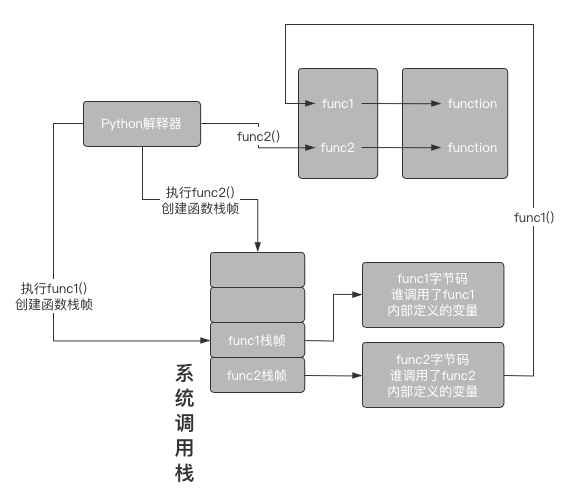 func1
function
Python解释器
func2()
func2
function
执行func2()
创建函数栈帧
func1()
func1字节码
谁调用了func1
内部定义的变量
执行func1()
创建函数栈帧
func1栈帧
func2字节码
谁调用了func2
内部定义的变量
func2栈帧
系
统
调
用
栈